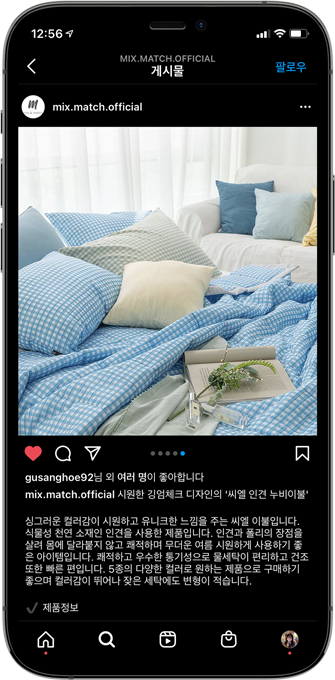 12:56
MIX.MATCH.OFFICIAL
게시물
팔로우
m
mix.match.official
gusanghoe92님 외 여러 명이 좋아합니다
mix.match.official 시원한 깅엄체크 디자인의 '씨엘 인견 누비이불'
싱그러운 컬러감이 시원하고 유니크한 느낌을 주는 씨엘 이불입니다.
식물성 천연 소재인 인견을 사용한 제품입니다. 인견과 폴리의 장점을
살려 몸에 달라붙지 않고 쾌적하며 무더운 여름 시원하게 사용하기 좋
은 아이템입니다. 쾌적하고 우수한 통기성으로 물세탁이 편리하고 건조
또한 빠른 편입니다. 5종의 다양한 컬러로 원하는 제품으로 구매하기
좋으며 컬러감이 뛰어나 잦은 세탁에도 변형이 적습니다.
제품정보